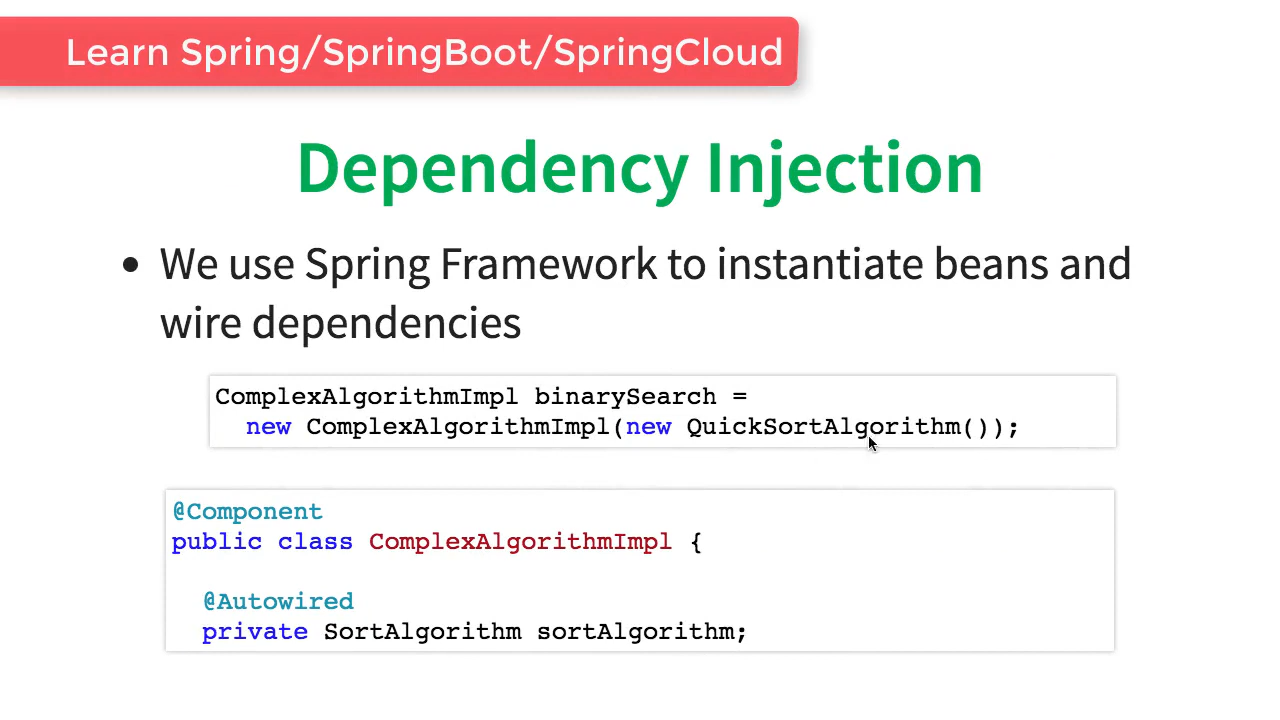 Learn Spring/SpringBoot/SpringCloud
Dependency Injection
• We use Spring Framework to instantiate beans and
wire dependencies
ComplexAlgorithmImpl binarySearch =
  new ComplexAlgorithmImpl(new QuickSortAlgorithm());
@Component
public class ComplexAlgorithmImpl {
  @Autowired
  private SortAlgorithm sortAlgorithm;